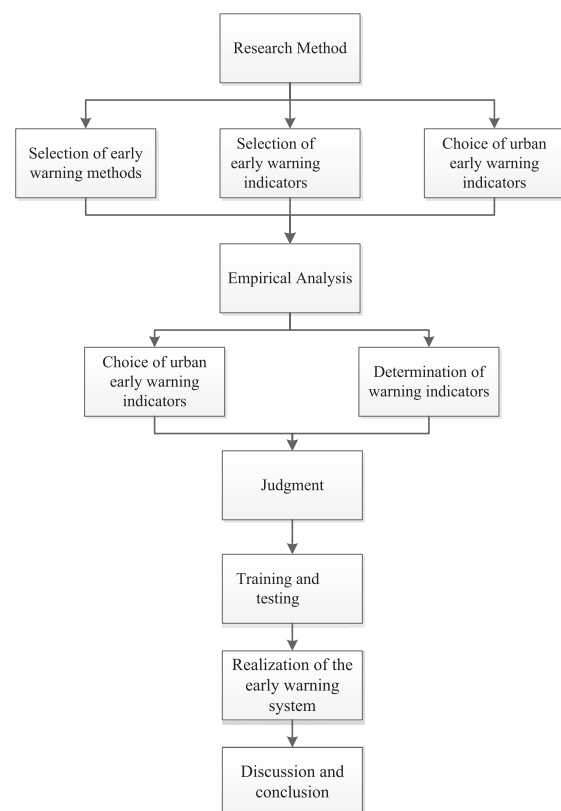 Research Method
Selection of early
warning methods
Selection of
early warning
indicators
Choice of urban
early warning
indicators
Empirical Analysis
Choice of urban
early warning
indicators
Determination of
warning indicators
Judgment
Training and
testing
Realization of the
early warning
system
Discussion and
conclusion